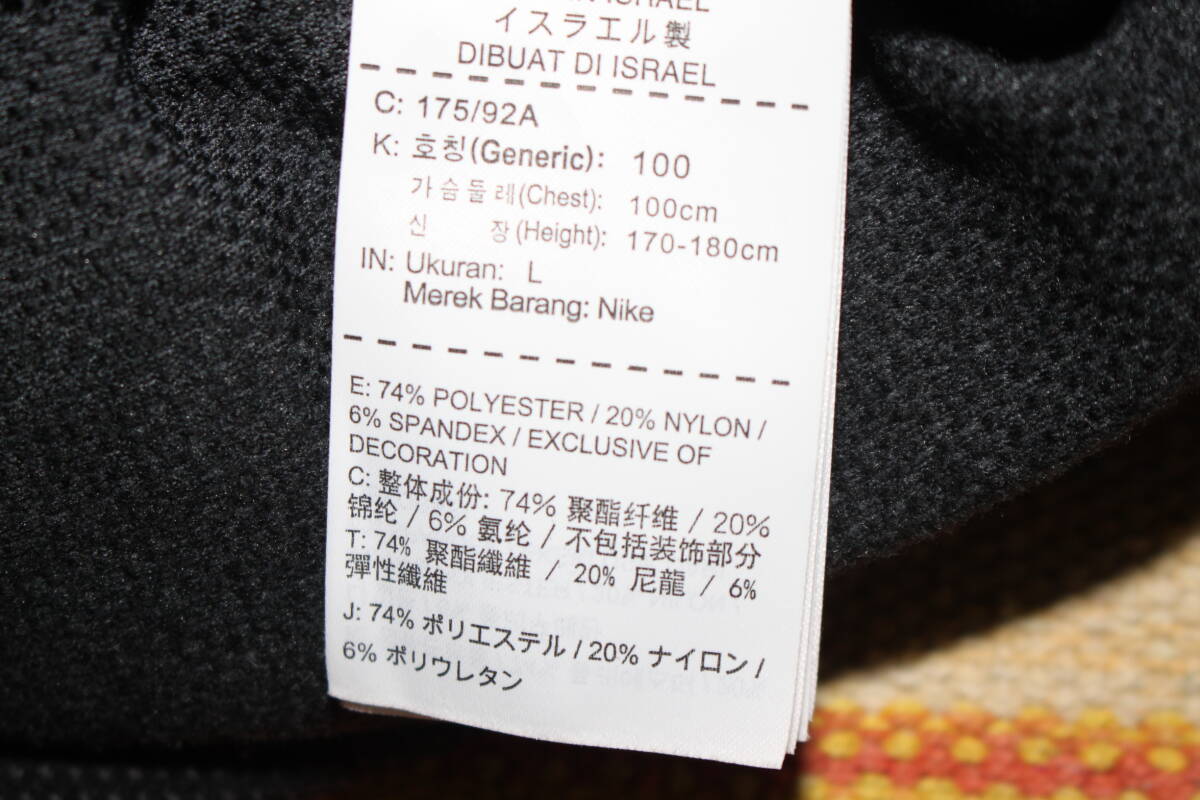 ISRAEL
イスラエル製
DIBUAT DI ISRAEL
C: 175/92A
K: 호칭(Generic): 100
가슴둘레(Chest): 100cm
신 장(Height): 170-180cm
IN: Ukuran: L
Merek Barang: Nike
E: 74% POLYESTER / 20% NYLON /
6% SPANDEX / EXCLUSIVE OF
DECORATION
C: 整体成份: 74% 聚酯纤维 / 20%
锦纶 / 6% 氨纶 / 不包括装饰部分
T: 74% 聚酯纖維 / 20% 尼龍 / 6%
彈性纖維
J: 74% ポリエステル / 20% ナイロン /
6% ポリウレタン